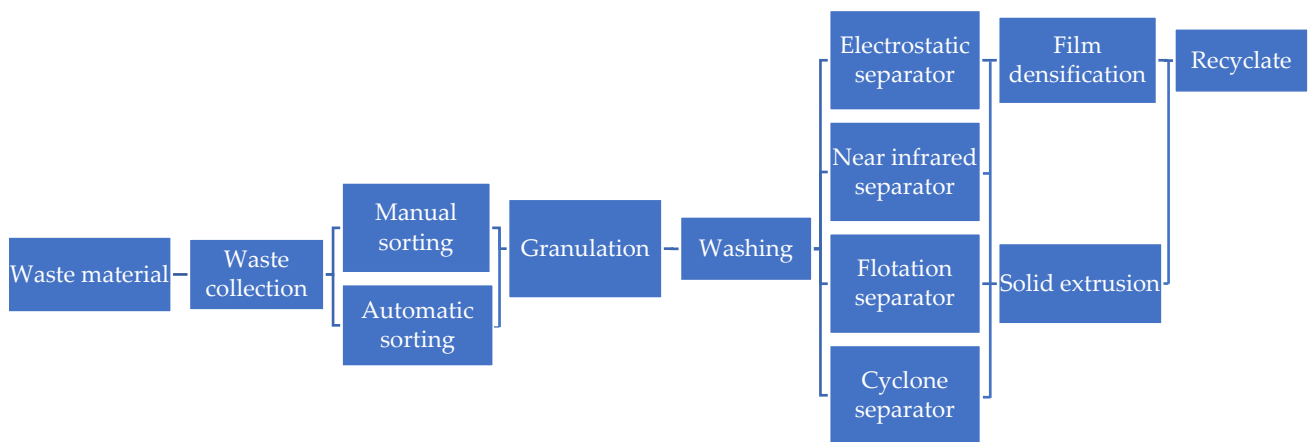 Waste material
Waste
collection
Manual
sorting
Automatic
sorting
Granulation
Washing
Electrostatic
separator
Near infrared
separator
Flotation
separator
Cyclone
separator
Film
densification
Solid extrusion
Recyclate